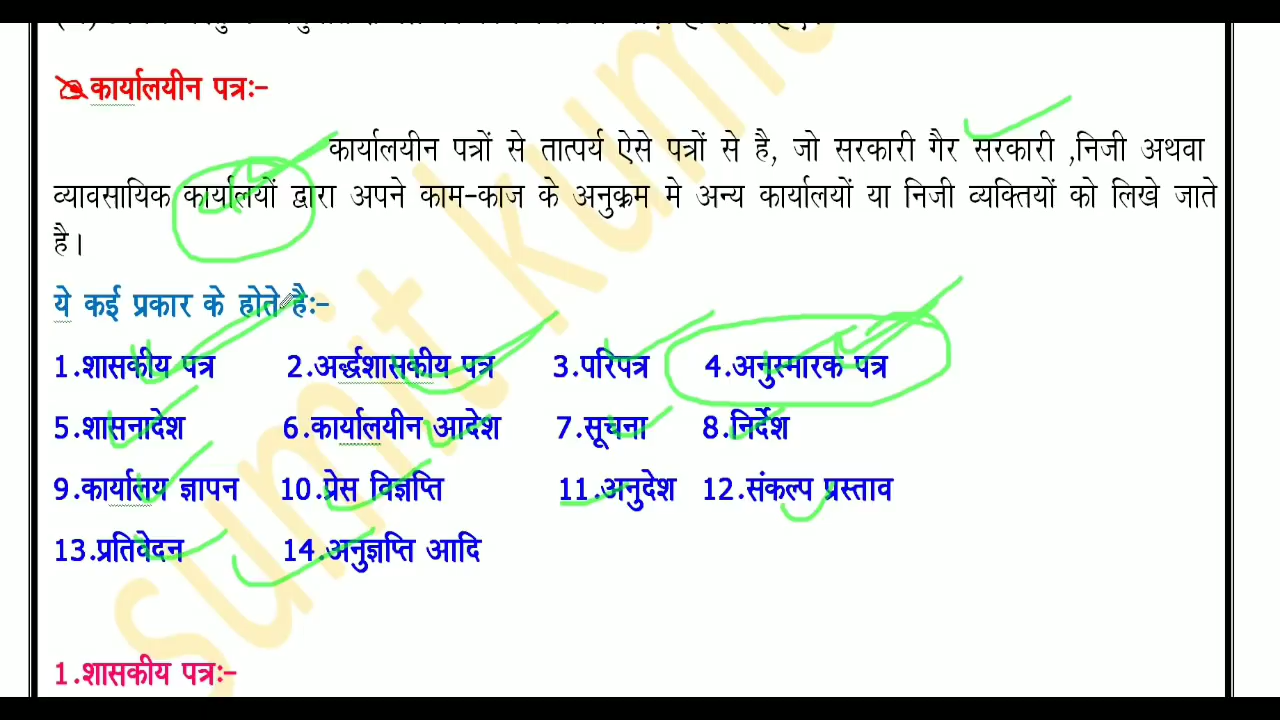 कार्यालयीन पत्रः-
कार्यालयीन पत्रों से तात्पर्य ऐसे पत्रों से है, जो सरकारी गैर सरकारी ,निजी अथवा
व्यावसायिक कार्यालयों द्वारा अपने काम-काज के अनुक्रम मे अन्य कार्यालयों या निजी व्यक्तियों को लिखे जाते
है।
ये कई प्रकार के होते हैः-
1.शासकीय पत्र 2.अर्द्धशासकीय पत्र 3.परिपत्र 4.अनुस्मारक पत्र
5.शासनादेश 6.कार्यालयीन आदेश 7.सूचना 8.निर्देश
9.कार्यालय ज्ञापन 10.प्रेस विज्ञप्ति 11.अनुदेश 12.संकल्प प्रस्ताव
13.प्रतिवेदन 14.अनुज्ञप्ति आदि
1.शासकीय पत्रः-
sumit kumar